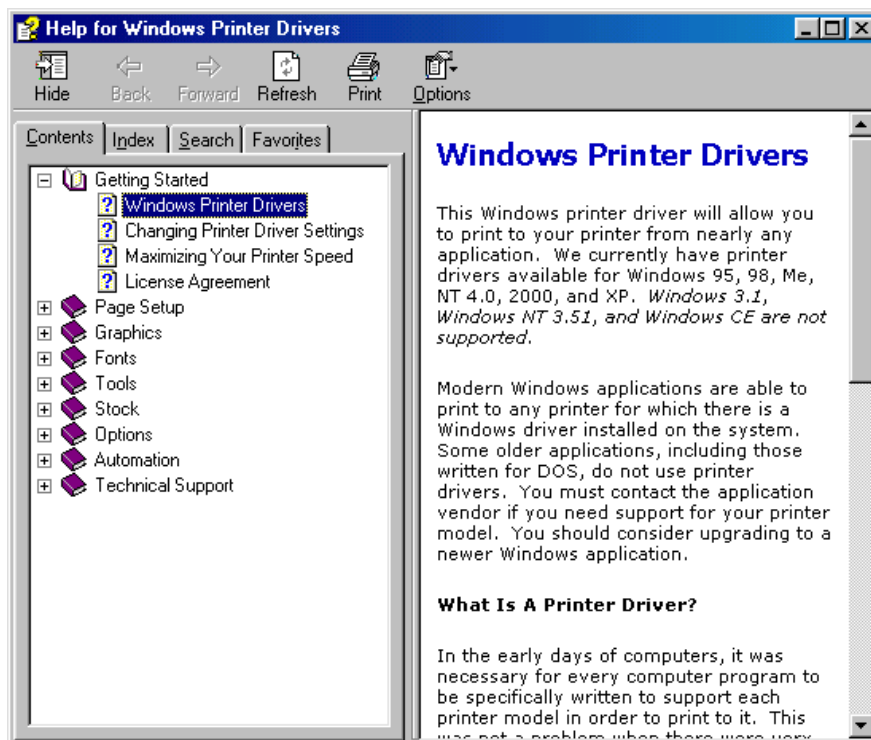 Help for Windows Printer Drivers
Hide Back Forward Refresh Print Options
Contents Index Search Favorites
Getting Started
Windows Printer Drivers
Changing Printer Driver Settings
Maximizing Your Printer Speed
License Agreement
Page Setup
Graphics
Fonts
Tools
Stock
Options
Automation
Technical Support
Windows Printer Drivers
This Windows printer driver will allow you
to print to your printer from nearly any
application.  We currently have printer
drivers available for Windows 95, 98, Me,
NT 4.0, 2000, and XP.  Windows 3.1,
Windows NT 3.51, and Windows CE are not
supported.
Modern Windows applications are able to
print to any printer for which there is a
Windows driver installed on the system.
Some older applications, including those
written for DOS, do not use printer
drivers.  You must contact the application
vendor if you need support for your printer
model.  You should consider upgrading to a
newer Windows application.
What Is A Printer Driver?
In the early days of computers, it was
necessary for every computer program to
be specifically written to support each
printer model in order to print to it.  This
was not a problem when there were very